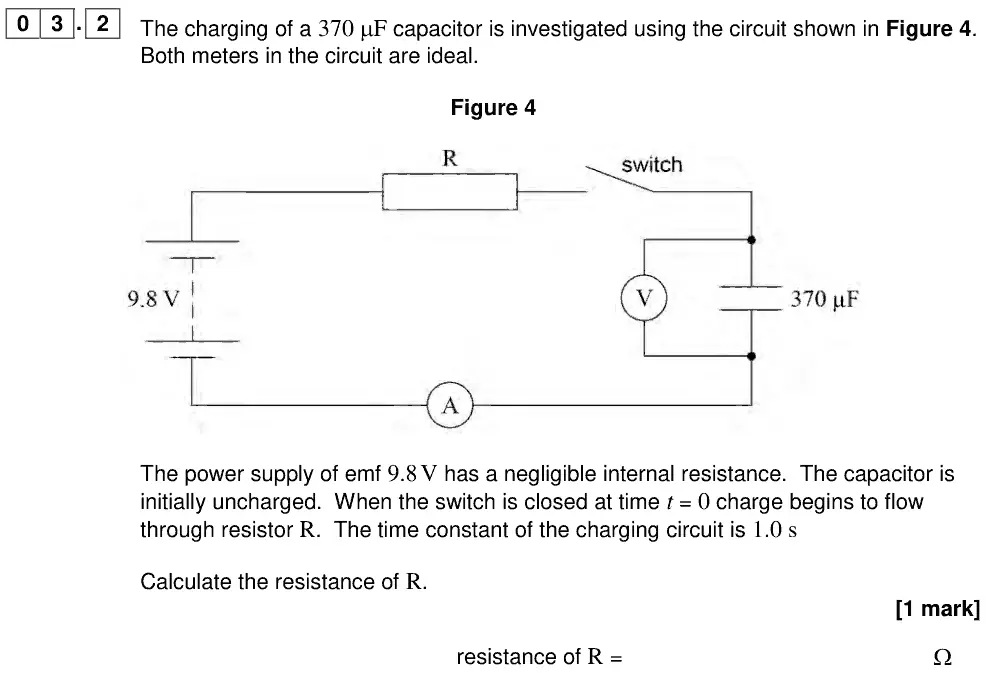 0 3 . 2 The charging of a 370 µF capacitor is investigated using the circuit shown in Figure 4.
Both meters in the circuit are ideal.
Figure 4
R
switch
9.8 V
V
370 µF
A
The power supply of emf 9.8 V has a negligible internal resistance. The capacitor is
initially uncharged. When the switch is closed at time t = 0 charge begins to flow
through resistor R. The time constant of the charging circuit is 1.0 s
Calculate the resistance of R.
[1 mark]
resistance of R = Ω